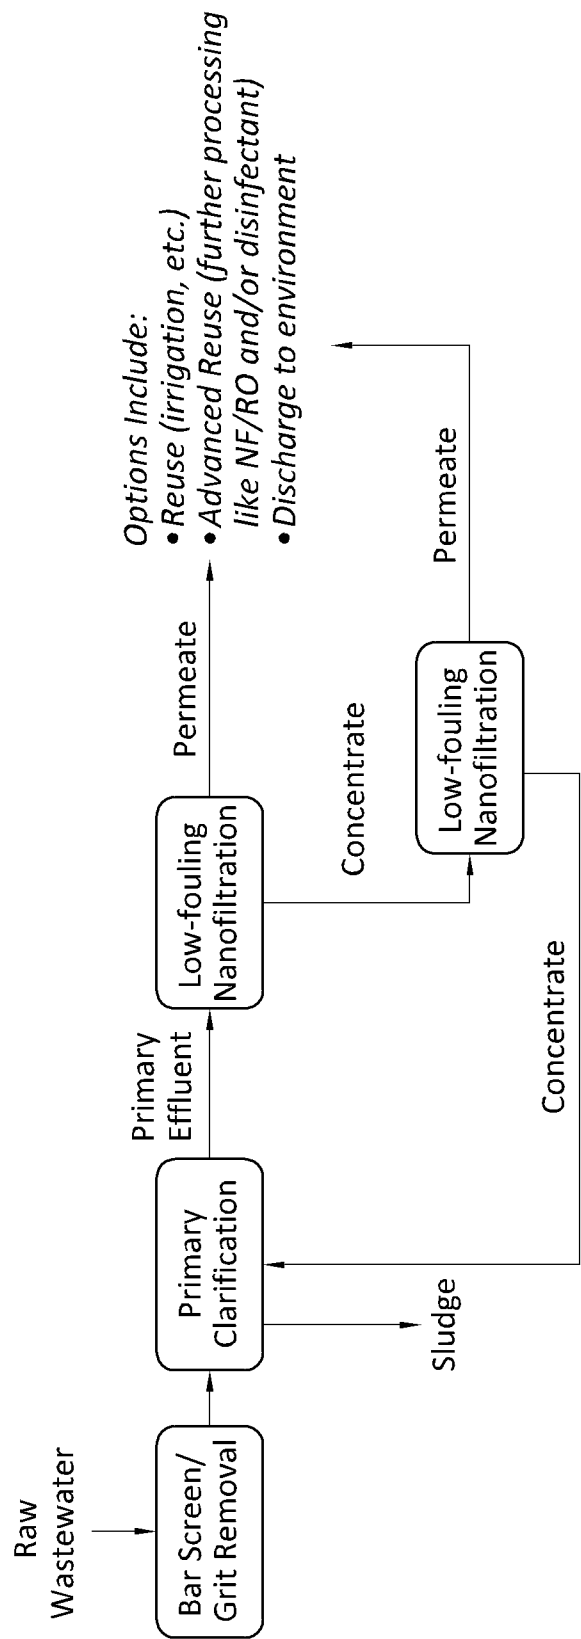 Raw
Wastewater
Bar Screen/
Grit Removal
Primary
Clarification
Sludge
Primary
Effluent
Low-fouling
Nanofiltration
Permeate
Options Include:
• Reuse (irrigation, etc.)
• Advanced Reuse (further processing
like NF/RO and/or disinfectant)
• Discharge to environment
Concentrate
Low-fouling
Nanofiltration
Permeate
Concentrate